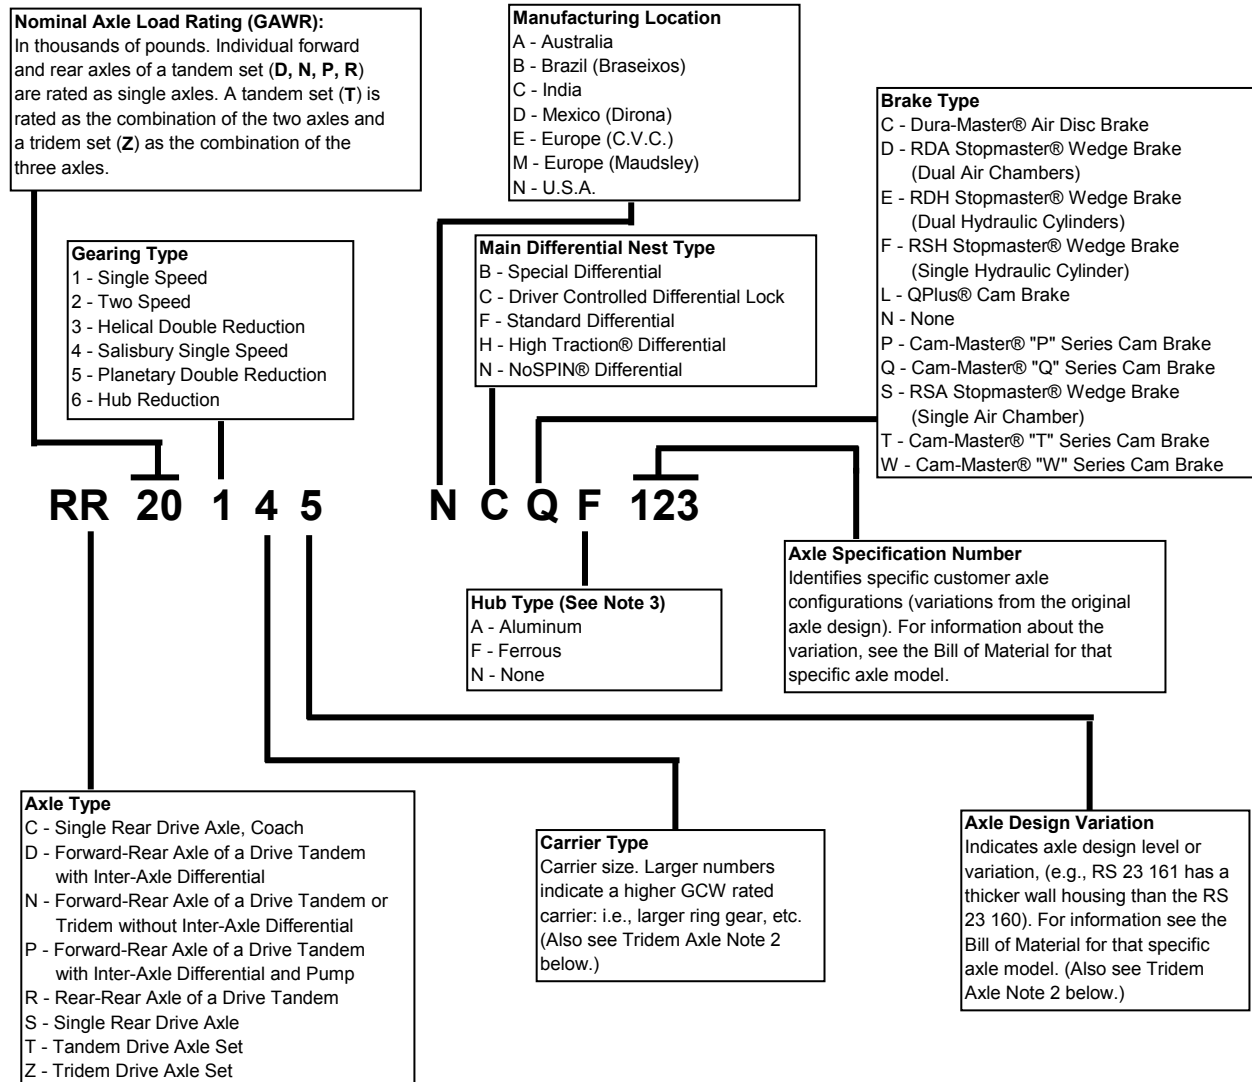 Nominal Axle Load Rating (GAWR):
In thousands of pounds. Individual forward
and rear axles of a tandem set (D, N, P, R)
are rated as single axles. A tandem set (T) is
rated as the combination of the two axles and
a tridem set (Z) as the combination of the
three axles.
Manufacturing Location
A - Australia
B - Brazil (Braseixos)
C - India
D - Mexico (Dirona)
E - Europe (C.V.C.)
M - Europe (Maudsley)
N - U.S.A.
Brake Type
C - Dura-Master® Air Disc Brake
D - RDA Stopmaster® Wedge Brake
(Dual Air Chambers)
E - RDH Stopmaster® Wedge Brake
(Dual Hydraulic Cylinders)
F - RSH Stopmaster® Wedge Brake
(Single Hydraulic Cylinder)
L - QPlus® Cam Brake
N - None
P - Cam-Master® "P" Series Cam Brake
Q - Cam-Master® "Q" Series Cam Brake
S - RSA Stopmaster® Wedge Brake
(Single Air Chamber)
T - Cam-Master® "T" Series Cam Brake
W - Cam-Master® "W" Series Cam Brake
Gearing Type
1 - Single Speed
2 - Two Speed
3 - Helical Double Reduction
4 - Salisbury Single Speed
5 - Planetary Double Reduction
6 - Hub Reduction
Main Differential Nest Type
B - Special Differential
C - Driver Controlled Differential Lock
F - Standard Differential
H - High Traction® Differential
N - NoSPIN® Differential
RR 20 1 4 5 N C Q F 123
Hub Type (See Note 3)
A - Aluminum
F - Ferrous
N - None
Axle Specification Number
Identifies specific customer axle
configurations (variations from the original
axle design). For information about the
variation, see the Bill of Material for that
specific axle model.
Axle Type
C - Single Rear Drive Axle, Coach
D - Forward-Rear Axle of a Drive Tandem
with Inter-Axle Differential
N - Forward-Rear Axle of a Drive Tandem or
Tridem without Inter-Axle Differential
P - Forward-Rear Axle of a Drive Tandem
with Inter-Axle Differential and Pump
R - Rear-Rear Axle of a Drive Tandem
S - Single Rear Drive Axle
T - Tandem Drive Axle Set
Z - Tridem Drive Axle Set
Carrier Type
Carrier size. Larger numbers
indicate a higher GCW rated
carrier: i.e., larger ring gear, etc.
(Also see Tridem Axle Note 2
below.)
Axle Design Variation
Indicates axle design level or
variation, (e.g., RS 23 161 has a
thicker wall housing than the RS
23 160). For information see the
Bill of Material for that specific
axle model. (Also see Tridem
Axle Note 2 below.)